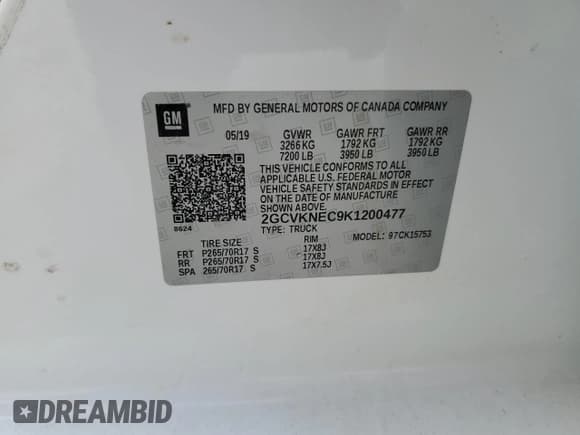 GM
MFD BY GENERAL MOTORS OF CANADA COMPANY
05/19 GVWR GAWR FRT GAWR RR
3266 KG 1792 KG 1792 KG
7200 LB 3950 LB 3950 LB
THIS VEHICLE CONFORMS TO ALL
APPLICABLE U.S. FEDERAL MOTOR
VEHICLE SAFETY STANDARDS IN EFFECT
ON THE DATE OF MANUFACTURE
SHOWN ABOVE.
2GCVKNEC9K1200477
8624 TYPE: TRUCK MODEL: 97CK15753
TIRE SIZE RIM
FRT P265/70R17 S 17X8J
RR P265/70R17 S 17X8J
SPA 265/70R17 S 17X7.5J
DREAMBID